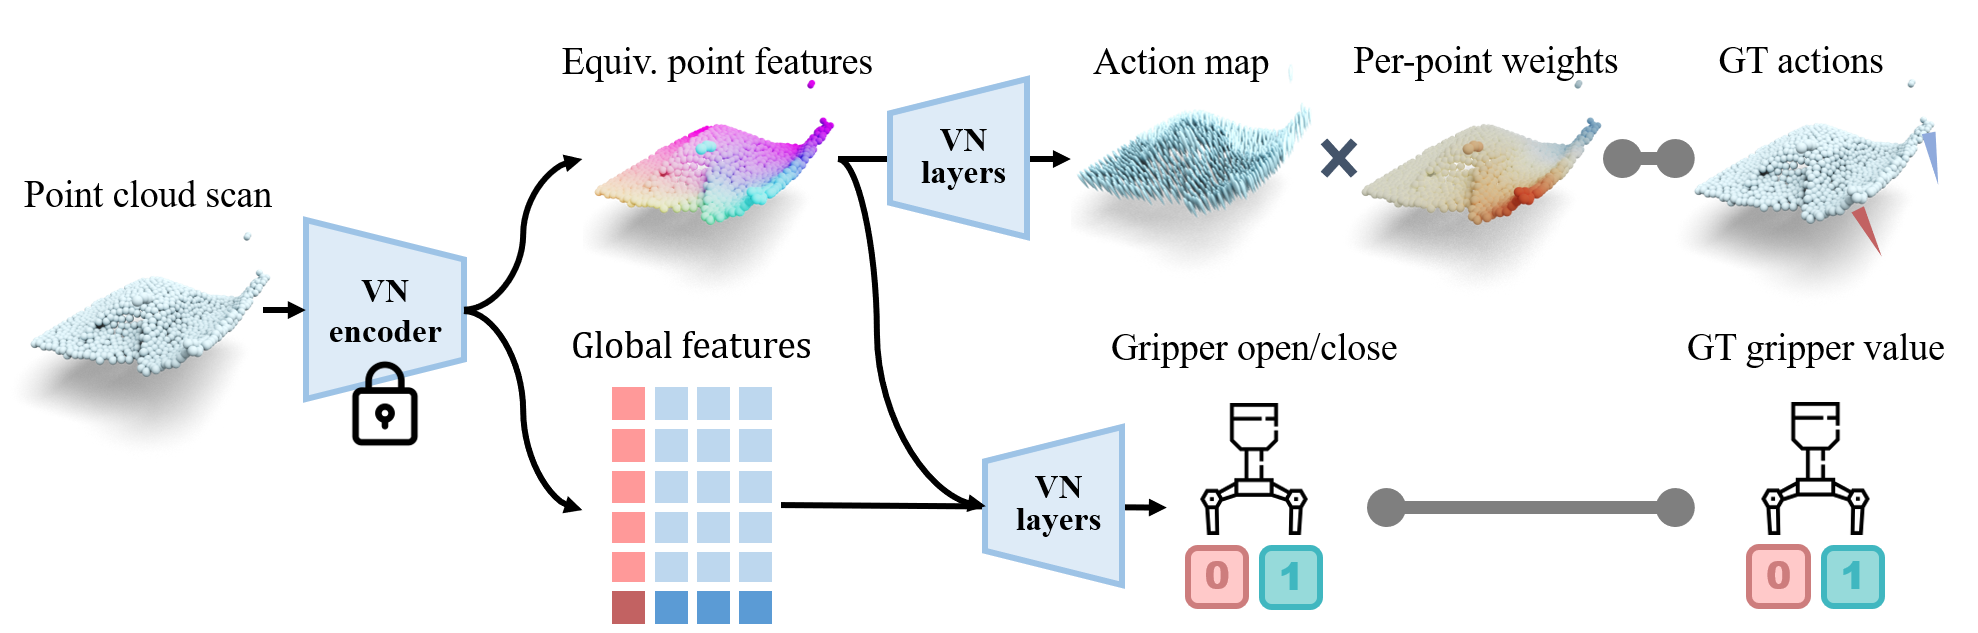 Equiv. point features
Action map
Per-point weights
GT actions
VN
layers
Point cloud scan
VN
encoder
Global features
Gripper open/close
GT gripper value
VN
layers
0 1
0 1